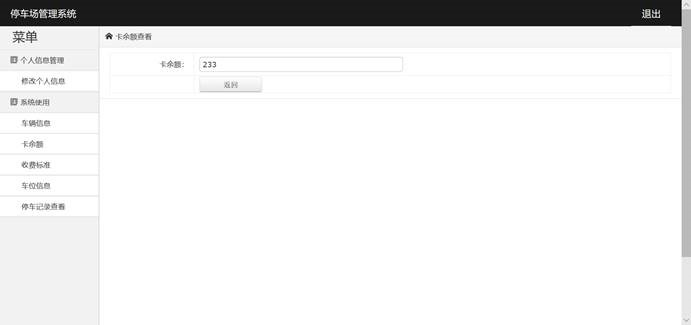 停车场管理系统
退出
菜单
卡余额查看
个人信息管理
修改个人信息
系统使用
车辆信息
卡余额
收费标准
车位信息
停车记录查看
卡余额：
233
返回